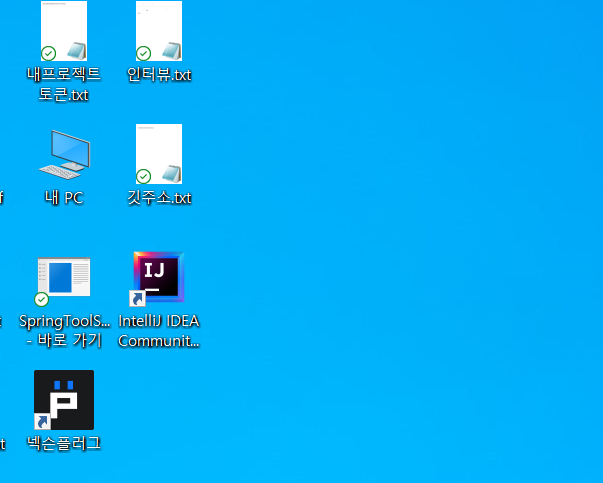 내프로젝트
토큰.txt
인터뷰.txt
내 PC
깃주소.txt
SpringToolS...
- 바로 가기
IJ
IntelliJ IDEA
Communit...
넥슨플러그